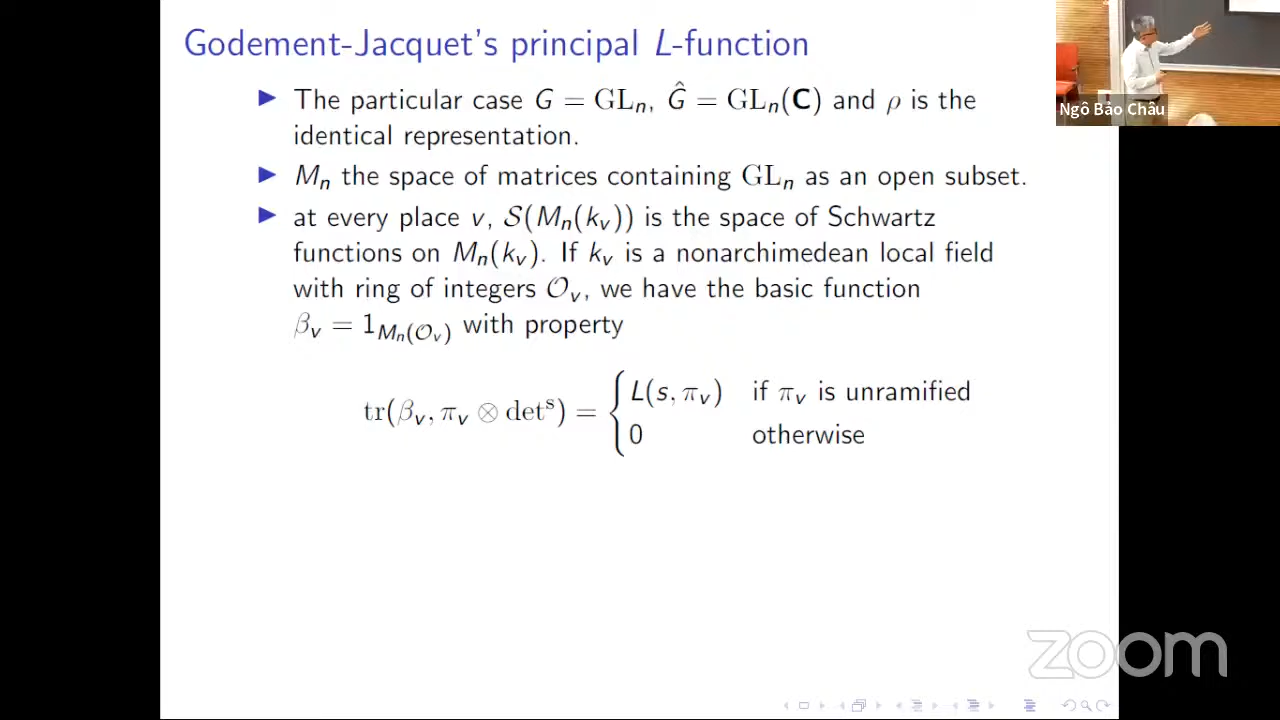 Godement-Jacquet's principal L-function
▶ The particular case G = GLₙ, Ĝ = GLₙ(𝐂) and ρ is the
identical representation.
▶ Mₙ the space of matrices containing GLₙ as an open subset.
▶ at every place v, 𝒮(Mₙ(kᵥ)) is the space of Schwartz
functions on Mₙ(kᵥ). If kᵥ is a nonarchimedean local field
with ring of integers 𝒪ᵥ, we have the basic function
βᵥ = 1_{Mₙ(𝒪ᵥ)} with property
tr(βᵥ, πᵥ ⊗ detˢ) = { L(s, πᵥ) if πᵥ is unramified
0 otherwise
Ngô Bảo Châu
zoom